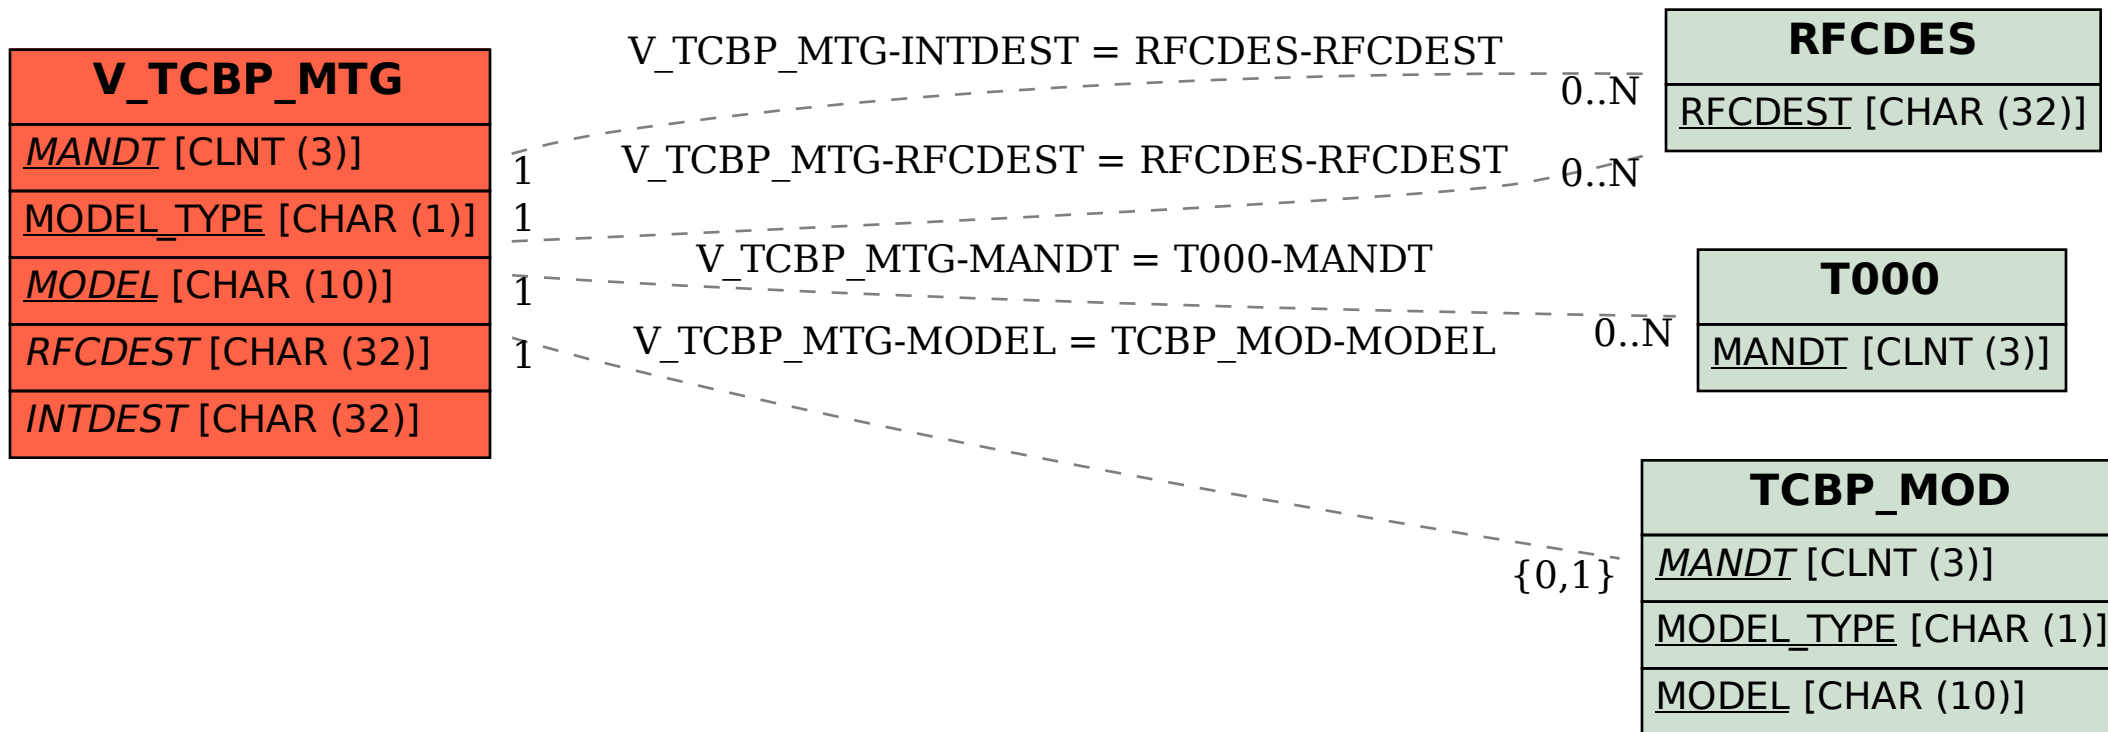 V_TCBP_MTG
MANDT [CLNT (3)]
MODEL_TYPE [CHAR (1)]
MODEL [CHAR (10)]
RFCDEST [CHAR (32)]
INTDEST [CHAR (32)]
V_TCBP_MTG-INTDEST = RFCDES-RFCDEST
0..N
1
V_TCBP_MTG-RFCDEST = RFCDES-RFCDEST
0..N
1
V_TCBP_MTG-MANDT = T000-MANDT
1
0..N
V_TCBP_MTG-MODEL = TCBP_MOD-MODEL
1
{0,1}
RFCDES
RFCDEST [CHAR (32)]
T000
MANDT [CLNT (3)]
TCBP_MOD
MANDT [CLNT (3)]
MODEL_TYPE [CHAR (1)]
MODEL [CHAR (10)]